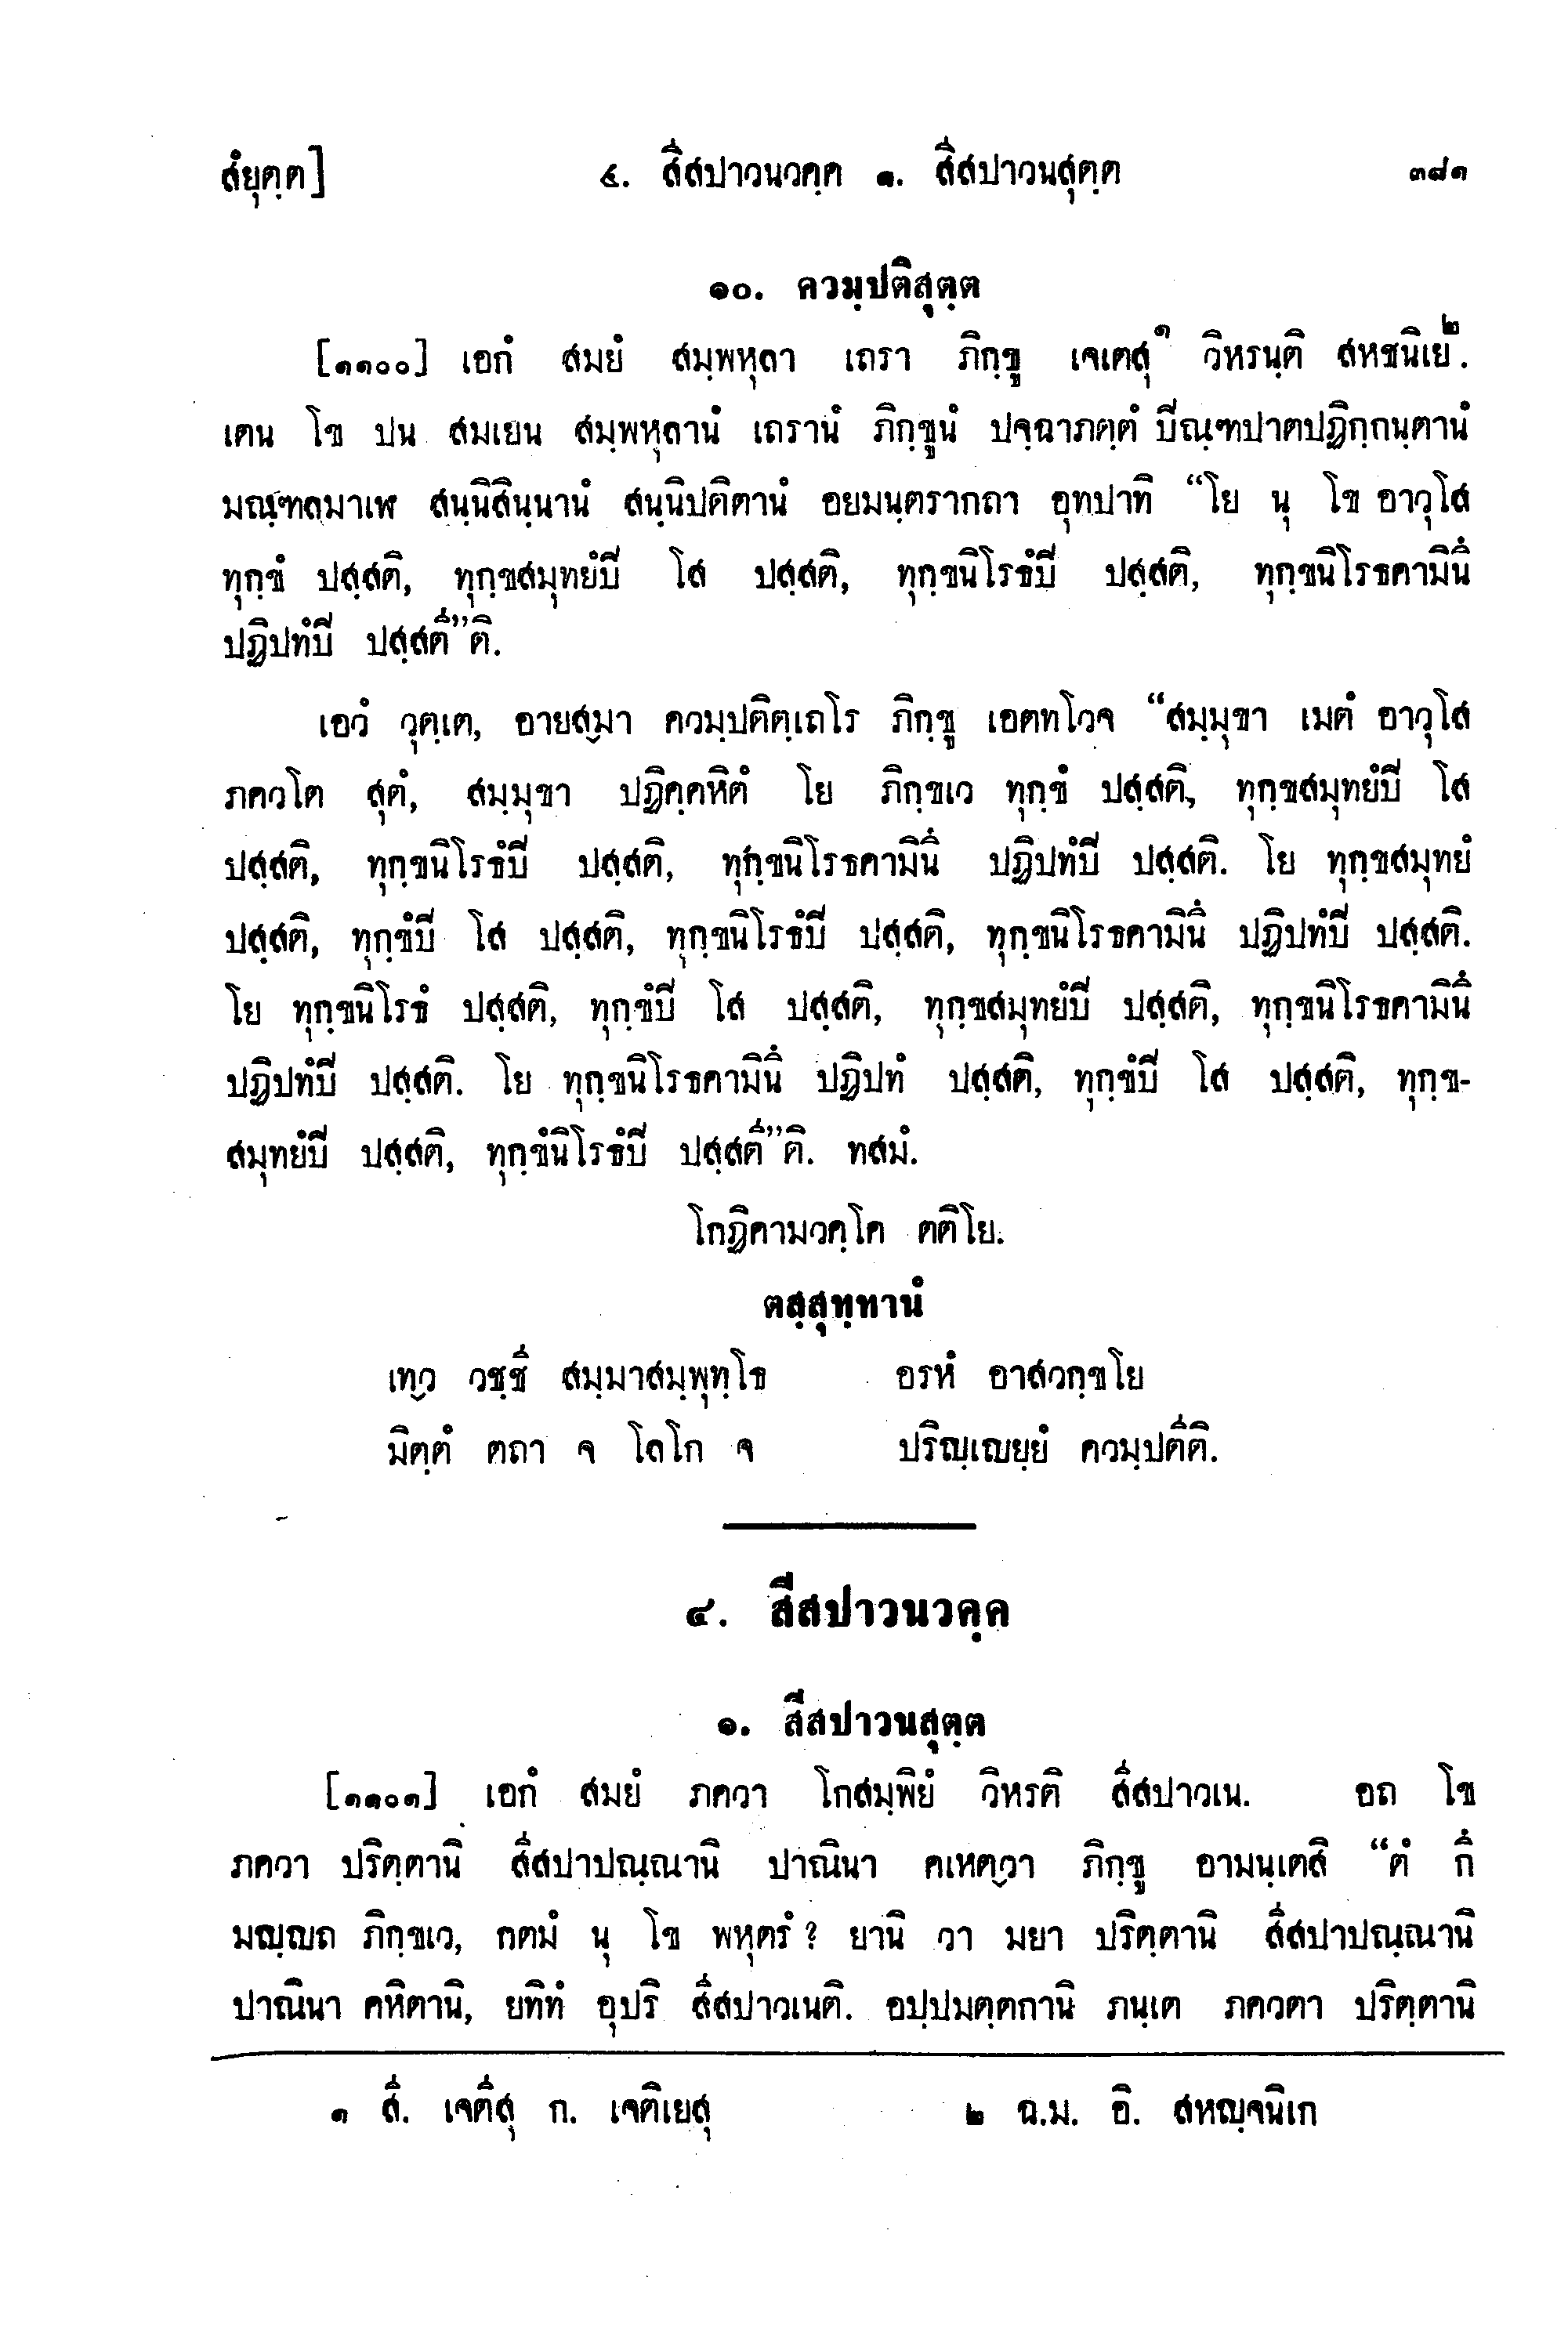 สํยุตฺต] ๔. สึสปาวนวคฺค ๑. สึสปาวนสุตฺต ๓๘๑
๑๐. ควมฺปติสุตฺต
[๑๑๐๐] เอกํ สมยํ สมฺพหุลา เถรา ภิกฺขู เจเตสุ๑ วิหรนฺติ สหชนิเย๒.
เตน โข ปน สมเยน สมฺพหุลานํ เถรานํ ภิกฺขูนํ ปจฺฉาภตฺตํ ปิณฺฑปาตปฏิกฺกนฺตานํ
มณฺฑลมาเฬ สนฺนิสินฺนานํ สนฺนิปติตานํ อยมนฺตรากถา อุทปาทิ “โย นุ โข อาวุโส
ทุกฺขํ ปสฺสติ, ทุกฺขสมุทยํปิ โส ปสฺสติ, ทุกฺขนิโรธํปิ ปสฺสติ, ทุกฺขนิโรธคามินึ
ปฏิปทํปิ ปสฺสตี”ติ.
เอวํ วุตฺเต, อายสฺมา ควมฺปติตฺเถโร ภิกฺขู เอตทโวจ “สมฺมุขา เมตํ อาวุโส
ภควโต สุตํ, สมฺมุขา ปฏิคฺคหิตํ โย ภิกฺขเว ทุกฺขํ ปสฺสติ, ทุกฺขสมุทยํปิ โส
ปสฺสติ, ทุกฺขนิโรธํปิ ปสฺสติ, ทุกฺขนิโรธคามินึ ปฏิปทํปิ ปสฺสติ. โย ทุกฺขสมุทยํ
ปสฺสติ, ทุกฺขํปิ โส ปสฺสติ, ทุกฺขนิโรธํปิ ปสฺสติ, ทุกฺขนิโรธคามินึ ปฏิปทํปิ ปสฺสติ.
โย ทุกฺขนิโรธํ ปสฺสติ, ทุกฺขํปิ โส ปสฺสติ, ทุกฺขสมุทยํปิ ปสฺสติ, ทุกฺขนิโรธคามินึ
ปฏิปทํปิ ปสฺสติ. โย ทุกฺขนิโรธคามินึ ปฏิปทํ ปสฺสติ, ทุกฺขํปิ โส ปสฺสติ, ทุกฺข-
สมุทยํปิ ปสฺสติ, ทุกฺขํนิโรธํปิ ปสฺสตี”ติ. ทสมํ.
โกฏิคามวคฺโค ตติโย.
ตสฺสุทฺทานํ
เทฺว วชฺชี สมฺมาสมฺพุทฺโธ อรหํ อาสวกฺขโย
มิตฺตํ ตถา จ โลโก จ ปริญฺเญยฺยํ ควมฺปตีติ.
๔. สีสปาวนวคฺค
๑. สีสปาวนสุตฺต
[๑๑๐๑] เอกํ สมยํ ภควา โกสมฺพิยํ วิหรติ สึสปาวเน. อถ โข
ภควา ปริตฺตานิ สึสปาปณฺณานิ ปาณินา คเหตฺวา ภิกฺขู อามนฺเตสิ “ตํ กึ
มญฺญถ ภิกฺขเว, กตมํ นุ โข พหุตรํ? ยานิ วา มยา ปริตฺตานิ สึสปาปณฺณานิ
ปาณินา คหิตานิ, ยทิทํ อุปริ สึสปาวเนติ. อปฺปมตฺตกานิ ภนฺเต ภควตา ปริตฺตานิ
๑ สี. เจตีสุ ก. เจติเยสุ ๒ ฉ.ม. อิ. สหญฺจนิเก